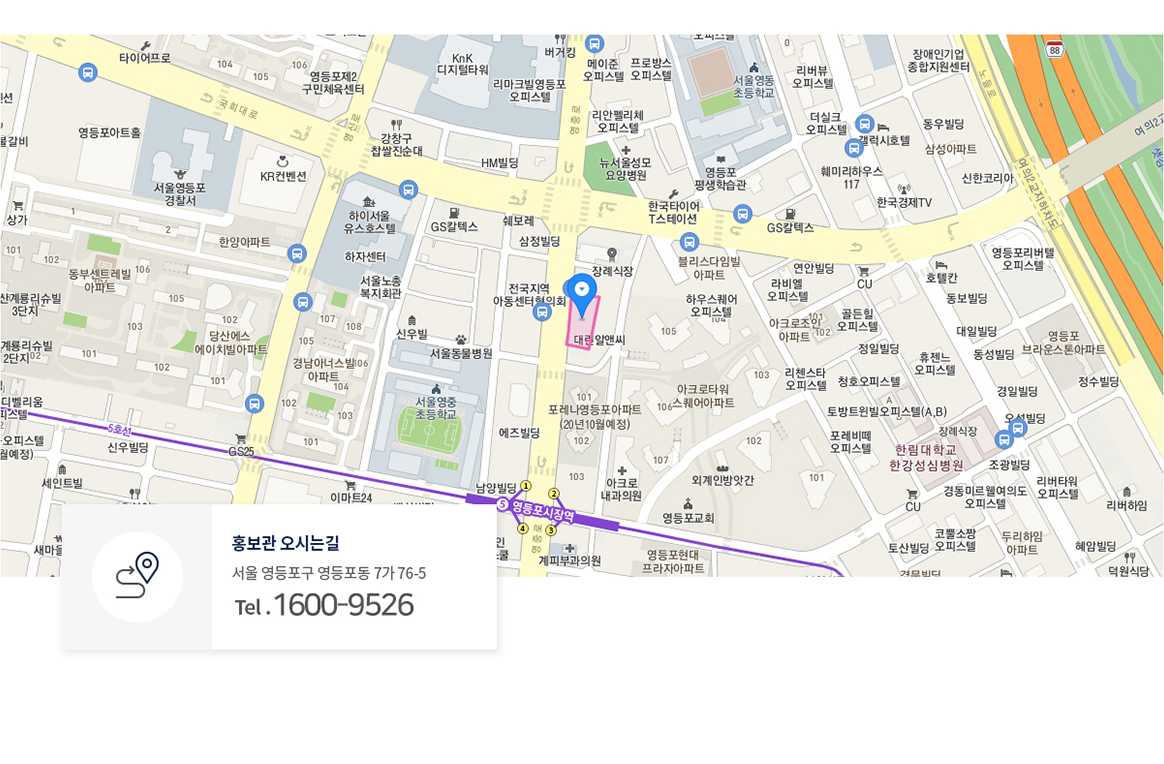 타이어프로
104
105
106
영등포제2
구민체육센터
KnK
디지털타워
버거킹
메이준
오피스텔
프로방스
오피스텔
오피스텔
서울영동
초등학교
리버뷰
오피스텔
장애인기업
종합지원센터
88
노들로
리마크빌영등포
오피스텔
국회대로
영신로
영중로
영등포아트홀
강창구
찹쌀진순대
리안펠리체
오피스텔
더실크
오피스텔
갤럭시호텔
동우빌딩
삼성아파트
여의2교지하차도
HM빌딩
뉴서울성모
요양병원
영등포
평생학습관
훼미리하우스
117
신한코리아
KR컨벤션
서울영등포
경찰서
한국경제TV
상가
하이서울
유스호스텔
GS칼텍스
쉐보레
한국타이어
T스테이션
GS칼텍스
삼정빌딩
한양아파트
하자센터
장례식장
블리스다임빌
아파트
연안빌딩
영등포리버텔
오피스텔
101
102
동부센트레빌
아파트
106
서울노총
복지회관
전국지역
아동센터협의회
라비엘
오피스텔
CU
호텔칸
동보빌딩
산계룡리슈빌
3단지
105
103
하우스퀘어
오피스텔
104
골든힐
오피스텔
107
108
신우빌
대림알앤씨
105
아크로조인
아파트
대일빌딩
영등포
브라운스톤아파트
계룡리슈빌
2단지
당산에스
에이치빌아파트
101
102
105
경남아너스빌
아파트
106
104
서울동물병원
정일빌딩
동성빌딩
휴젠느
오피스텔
103
리첸스타
오피스텔
청호오피스텔
정수빌딩
101
포레나영등포아파트
(20년10월예정)
아크로타워
스퀘어아파트
106
경일빌딩
디벨리움
5호선
신우빌딩
서울영중
초등학교
102
103
101
GS25
에즈빌딩
102
토방트윈빌오피스텔(A,B)
포레비떼
오피스텔
장례식장
오성빌딩
한림대학교
한강성심병원
조광빌딩
107
102
101
외계인방앗간
세인트빌
이마트24
남양빌딩
103
아크로
내과의원
CU
경동미르웰여의도
오피스텔
리버타워
오피스텔
리버하임
1
2
5 영등포시장역
4
3
영등포교회
계피부과의원
영등포현대
프라자아파트
토산빌딩
코뿔소짱
오피스텔
두리하임
아파트
혜암빌딩
덕원식당
홍보관 오시는길
서울 영등포구 영등포동 7가 76-5
Tel . 1600-9526